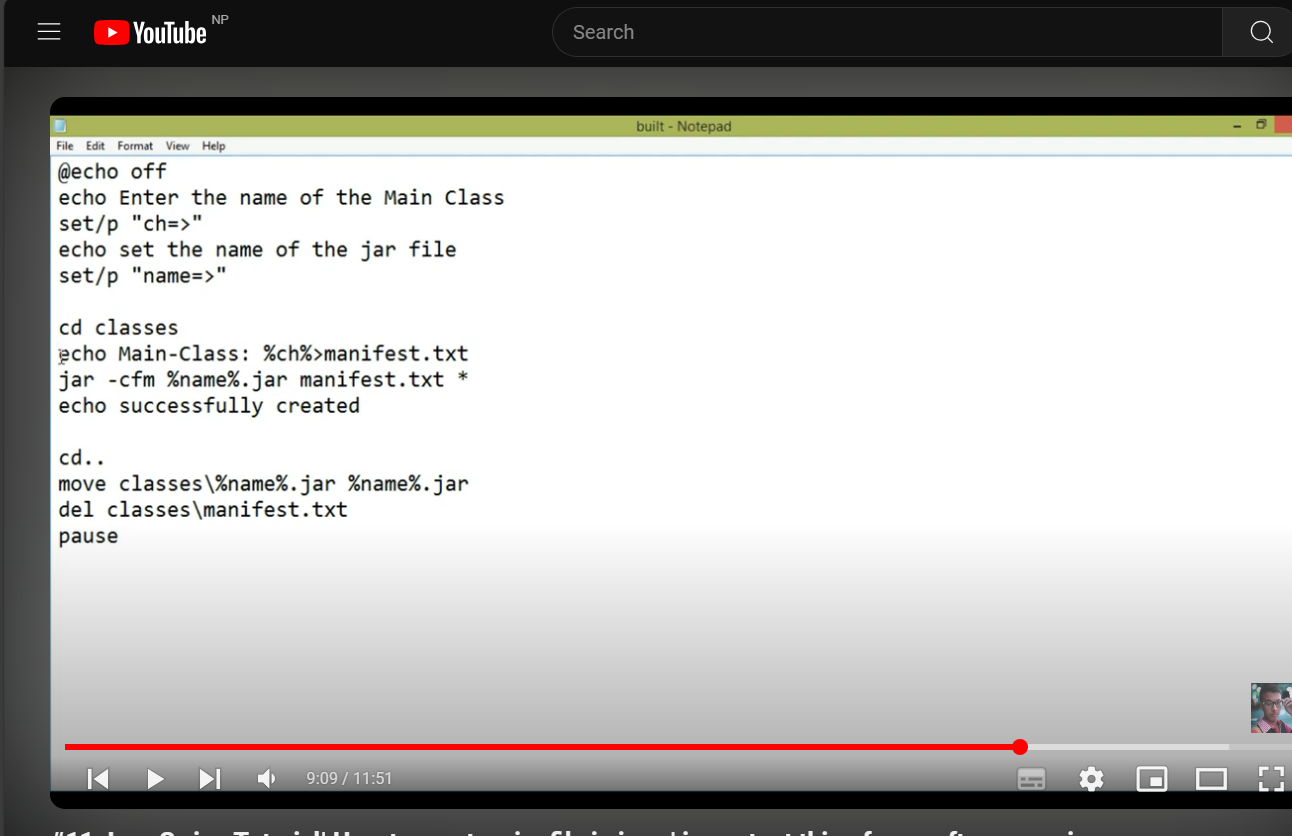 YouTube NP
Search
built - Notepad
File Edit Format View Help
@echo off
echo Enter the name of the Main Class
set/p "ch=>"
echo set the name of the jar file
set/p "name=>"
cd classes
echo Main-Class: %ch%>manifest.txt
jar -cfm %name%.jar manifest.txt *
echo successfully created
cd..
move classes\%name%.jar %name%.jar
del classes\manifest.txt
pause
9:09 / 11:51